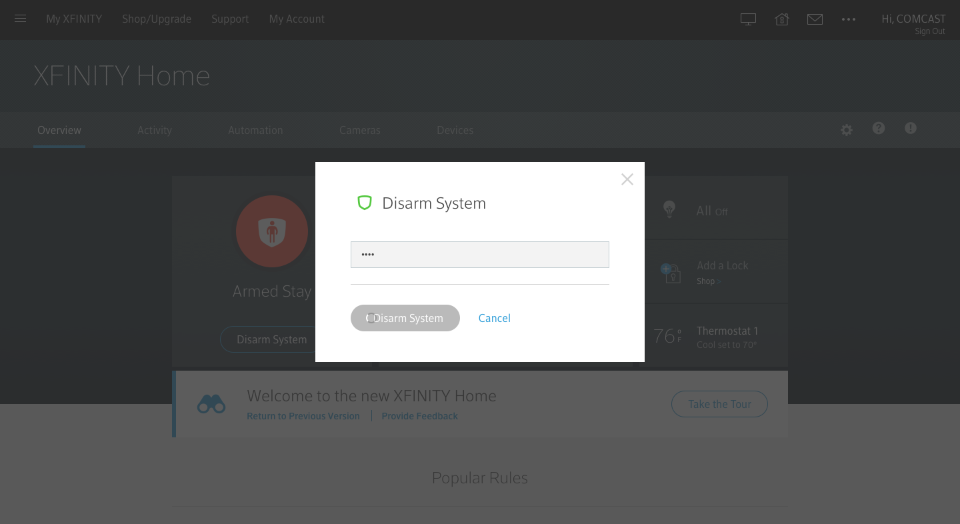 My XFINITY Shop/Upgrade Support My Account Hi, COMCAST
Sign Out
XFINITY Home
Overview Activity Automation Cameras Devices
Disarm System
••••
Disarm System Cancel
Armed Stay
Disarm System
All off
Add a Lock
Shop >
76° Thermostat 1
Cool set to 70°
Welcome to the new XFINITY Home
Return to Previous Version | Provide Feedback
Take the Tour
Popular Rules